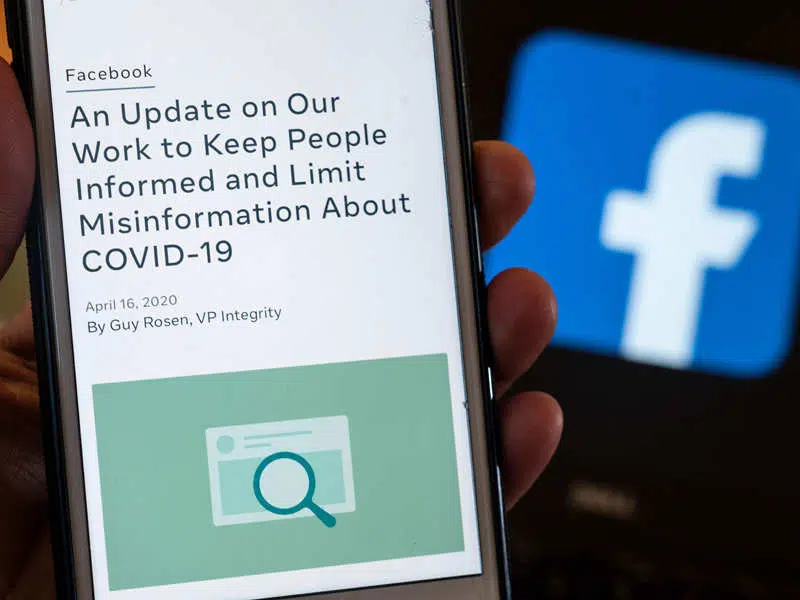 Facebook
An Update on Our
Work to Keep People
Informed and Limit
Misinformation About
COVID-19
April 16, 2020
By Guy Rosen, VP Integrity
f